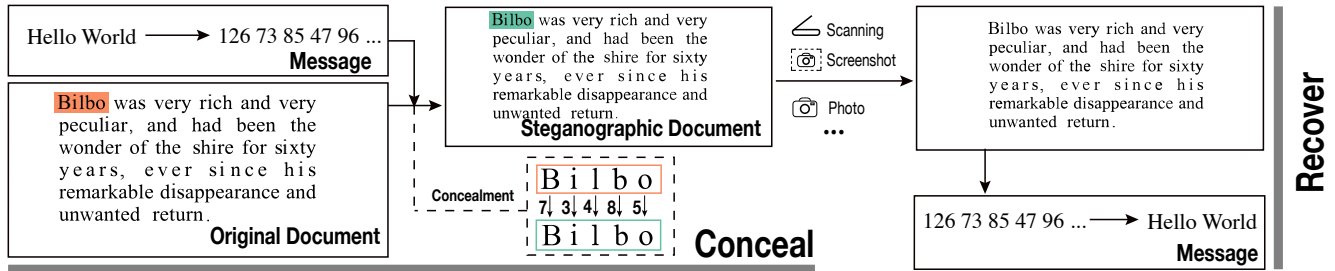 Hello World 126 73 85 47 96 ...
Message
Bilbo was very rich and very
peculiar, and had been the
wonder of the shire for sixty
years, ever since his
remarkable disappearance and
unwanted return.
Original Document
Bilbo was very rich and very
peculiar, and had been the
wonder of the shire for sixty
years, ever since his
remarkable disappearance and
unwanted return.
Steganographic Document
Concealment
Bilbo
7 3 4 8 5
Bilbo
Conceal
Scanning
Screenshot
Photo
...
Bilbo was very rich and very
peculiar, and had been the
wonder of the shire for sixty
years, ever since his
remarkable disappearance and
unwanted return.
126 73 85 47 96 ... Hello World
Message
Recover